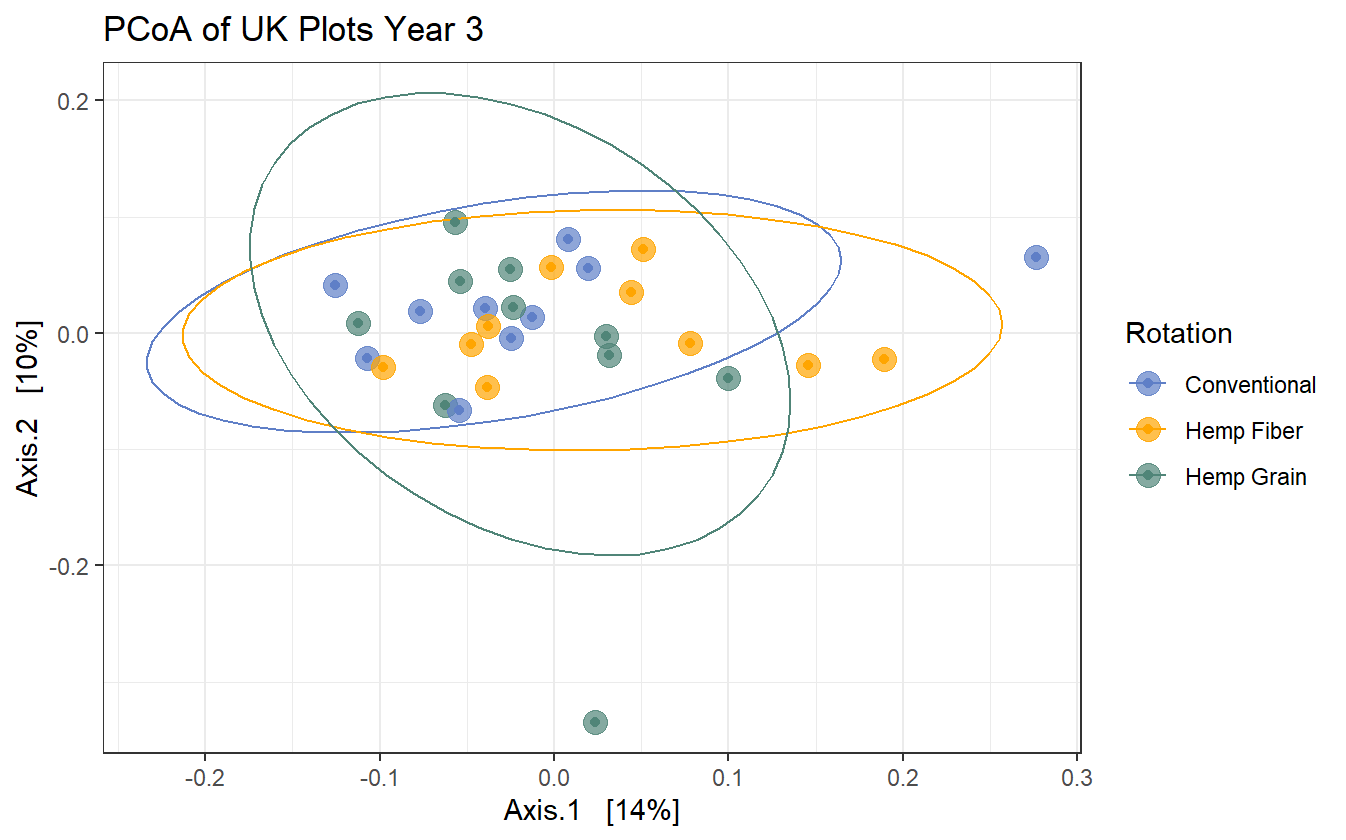 PCoA of UK Plots Year 3
0.2
0.0
-0.2
Axis.2 [10%]
-0.2 -0.1 0.0 0.1 0.2 0.3
Axis.1 [14%]
Rotation
Conventional
Hemp Fiber
Hemp Grain